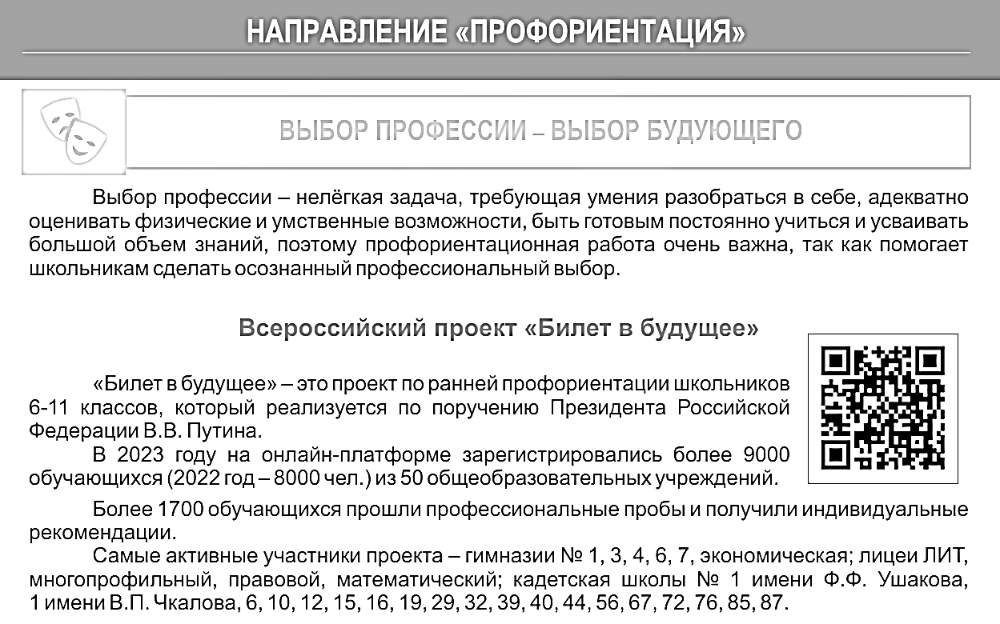 НАПРАВЛЕНИЕ «ПРОФОРИЕНТАЦИЯ»
ВЫБОР ПРОФЕССИИ – ВЫБОР БУДУЮЩЕГО
Выбор профессии – нелёгкая задача, требующая умения разобраться в себе, адекватно
оценивать физические и умственные возможности, быть готовым постоянно учиться и усваивать
большой объем знаний, поэтому профориентационная работа очень важна, так как помогает
школьникам сделать осознанный профессиональный выбор.
Всероссийский проект «Билет в будущее»
«Билет в будущее» – это проект по ранней профориентации школьников
6-11 классов, который реализуется по поручению Президента Российской
Федерации В.В. Путина.
В 2023 году на онлайн-платформе зарегистрировались более 9000
обучающихся (2022 год – 8000 чел.) из 50 общеобразовательных учреждений.
Более 1700 обучающихся прошли профессиональные пробы и получили индивидуальные
рекомендации.
Самые активные участники проекта – гимназии № 1, 3, 4, 6, 7, экономическая; лицеи ЛИТ,
многопрофильный, правовой, математический; кадетская школы № 1 имени Ф.Ф. Ушакова,
1 имени В.П. Чкалова, 6, 10, 12, 15, 16, 19, 29, 32, 39, 40, 44, 56, 67, 72, 76, 85, 87.